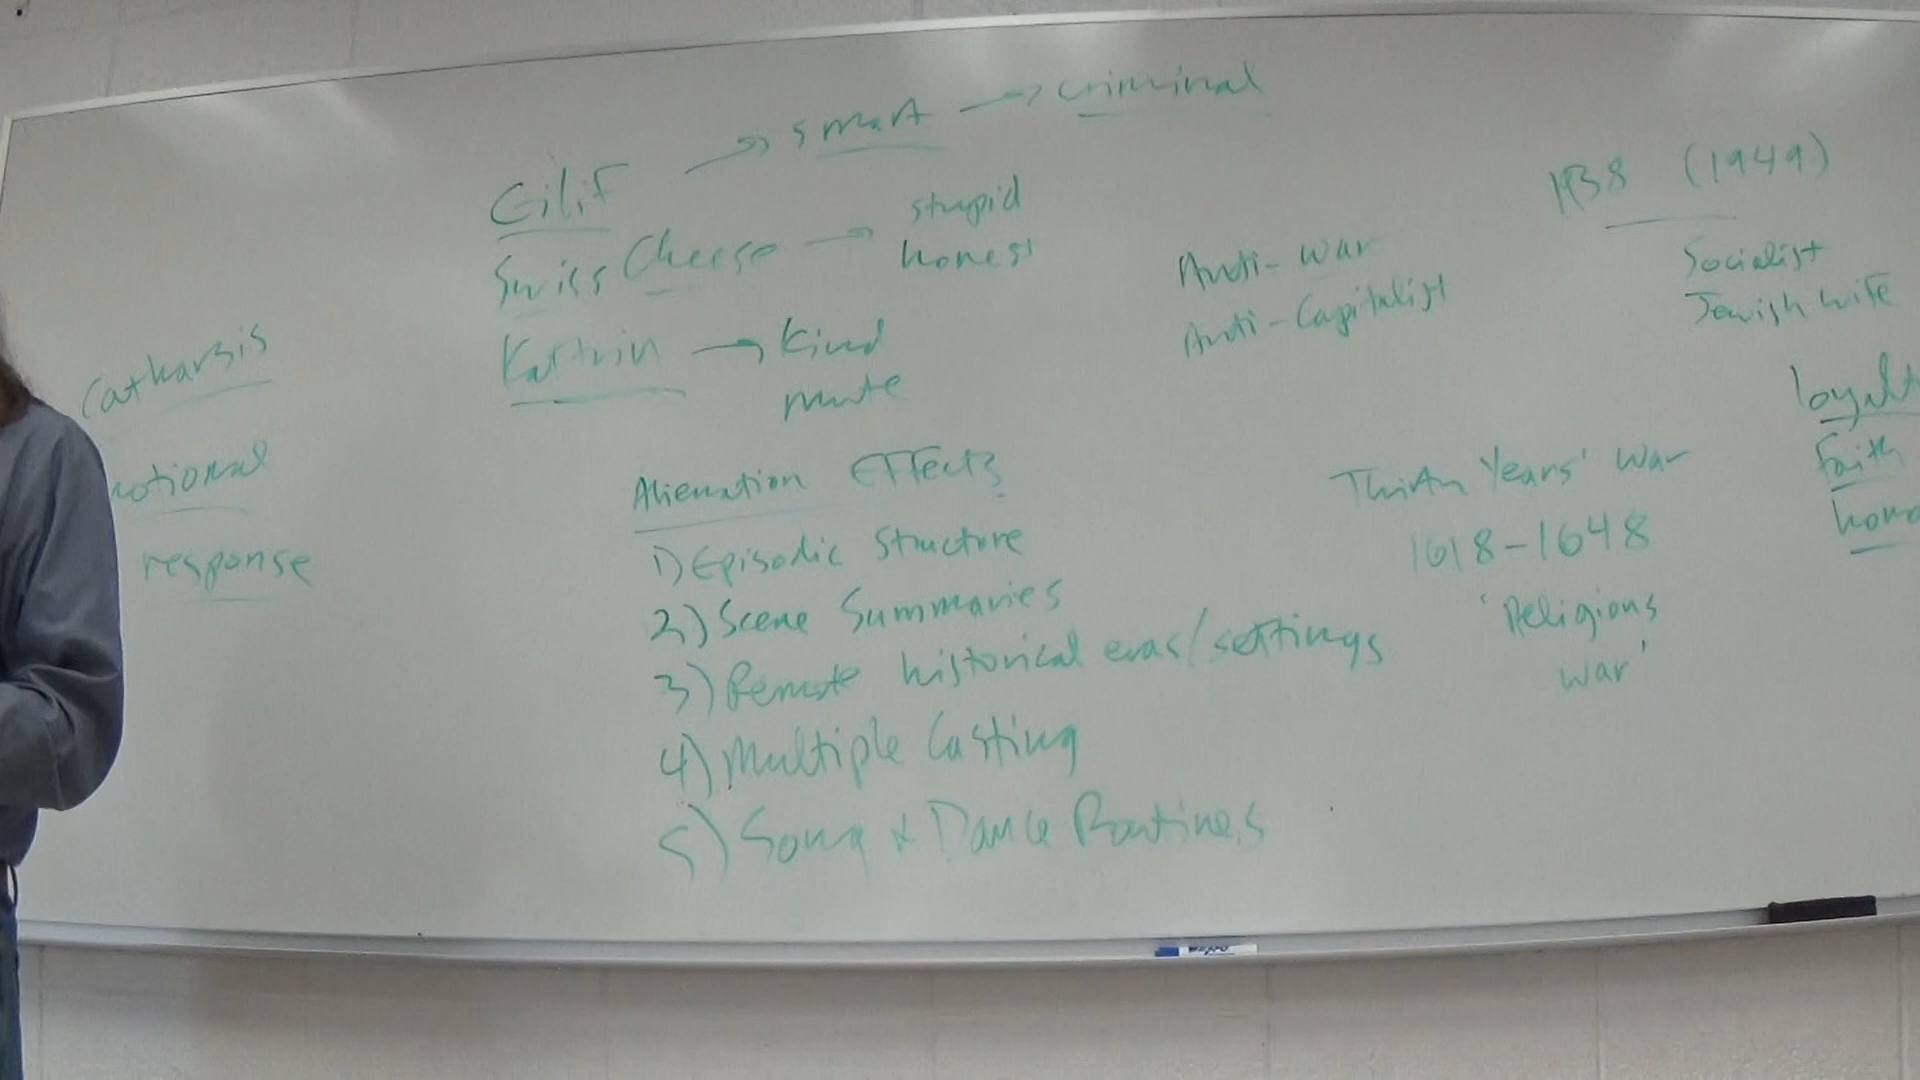 Catharsis
response
Eilif → smart → criminal
Swiss Cheese → stupid
honest
Kattrin → Kind
mute
Anti-war
Anti-Capitalist
1938 (1949)
Socialist
Jewish wife
Faith
Alienation Effects
1) Episodic Structure
2) Scene Summaries
3) Remote historical eras/settings
4) Multiple Casting
5) Song & Dance Routines
Thirty Years' War
1618-1648
'Religious
War'